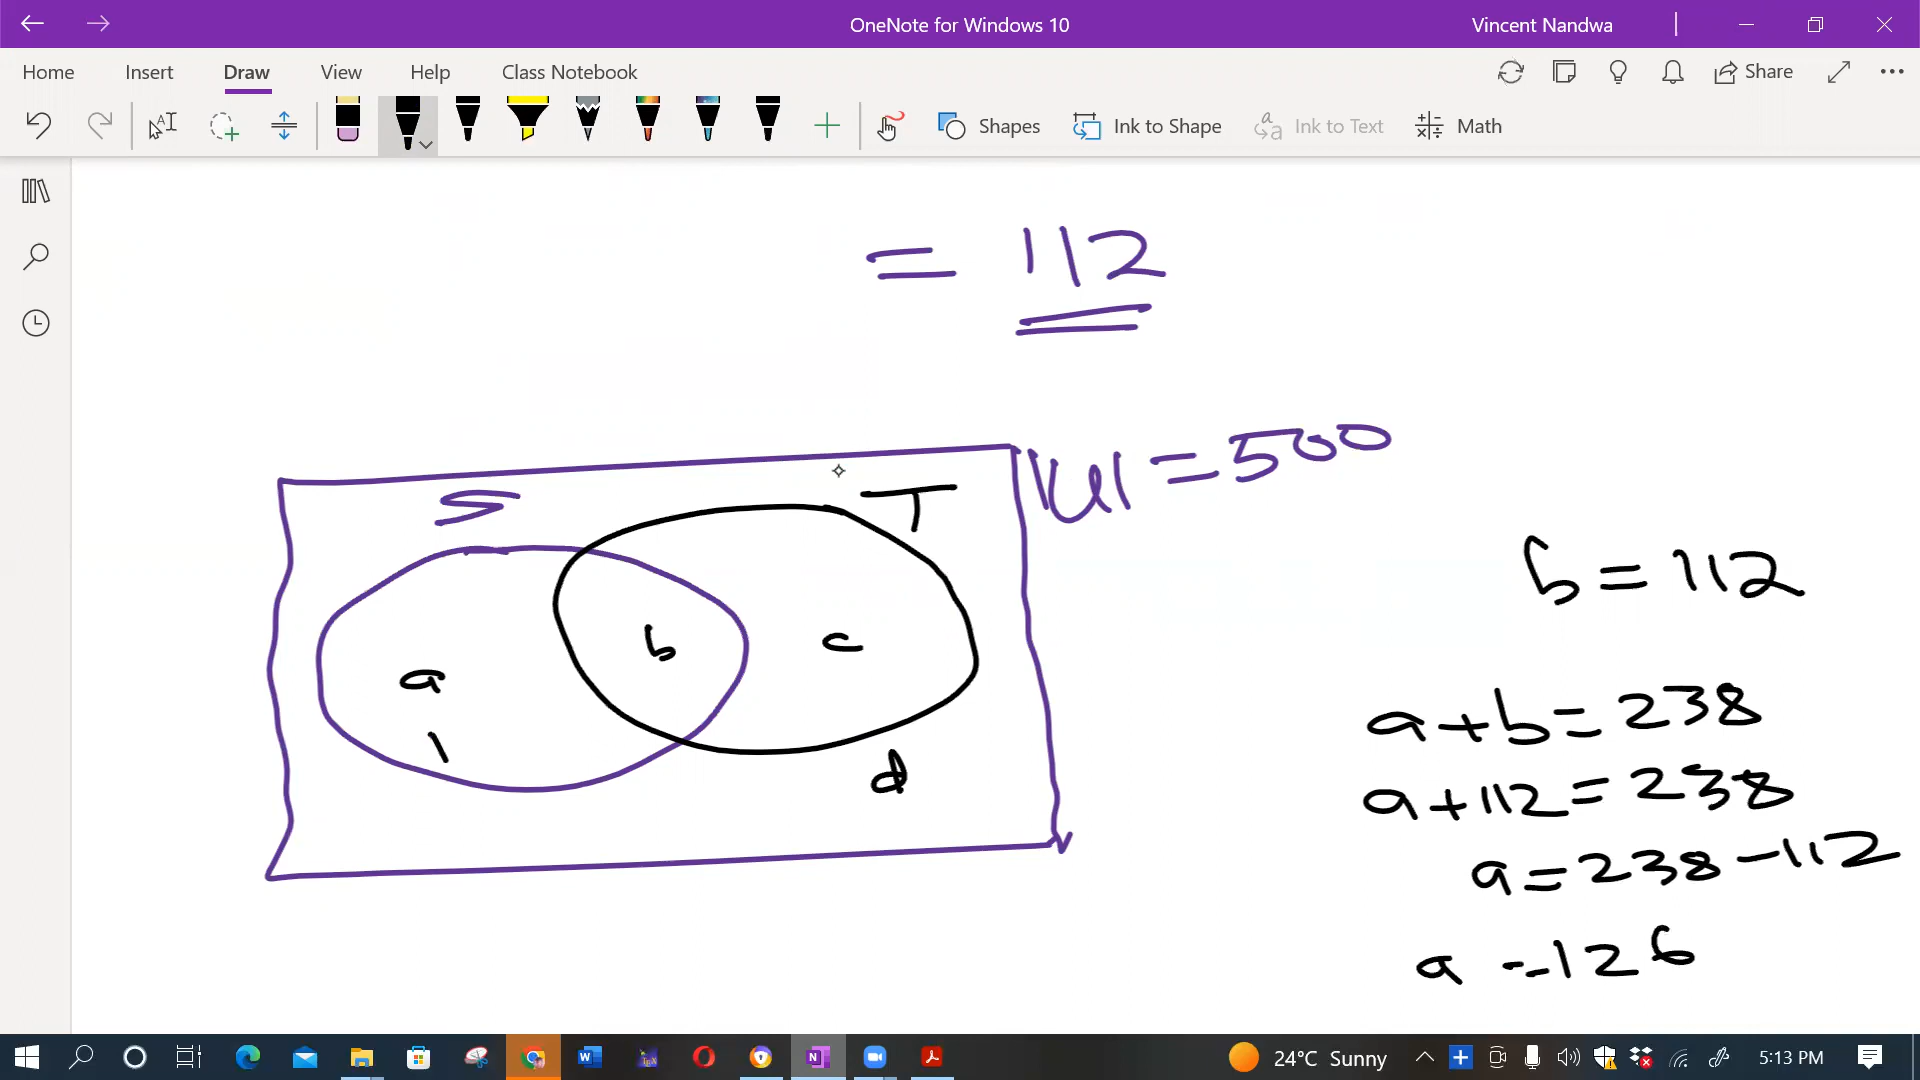 OneNote for Windows 10
Vincent Nandwa
Home Insert Draw View Help Class Notebook
Share
Shapes Ink to Shape Ink to Text Math
= 112
|U| = 500
S
T
a
b
c
d
b = 112
a + b = 238
a + 112 = 238
a = 238 - 112
a = 126
24°C Sunny
5:13 PM